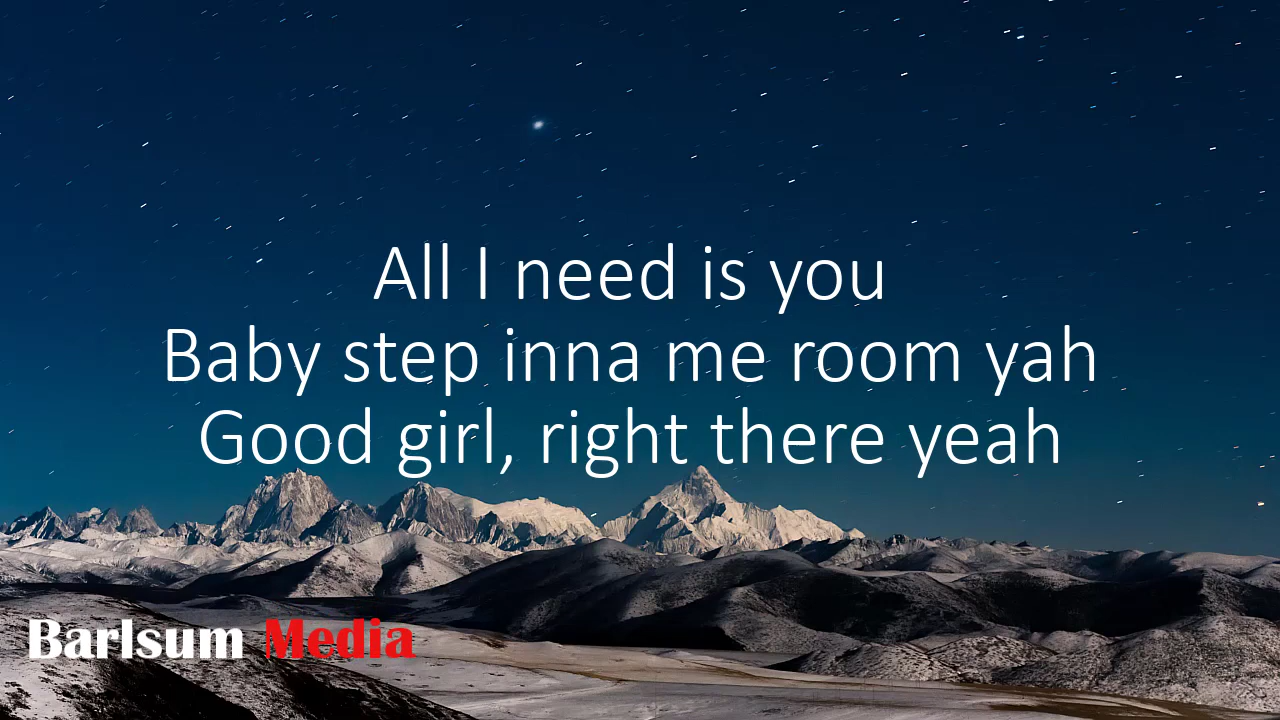 All I need is you
Baby step inna me room yah
Good girl, right there yeah
Barlsum Media